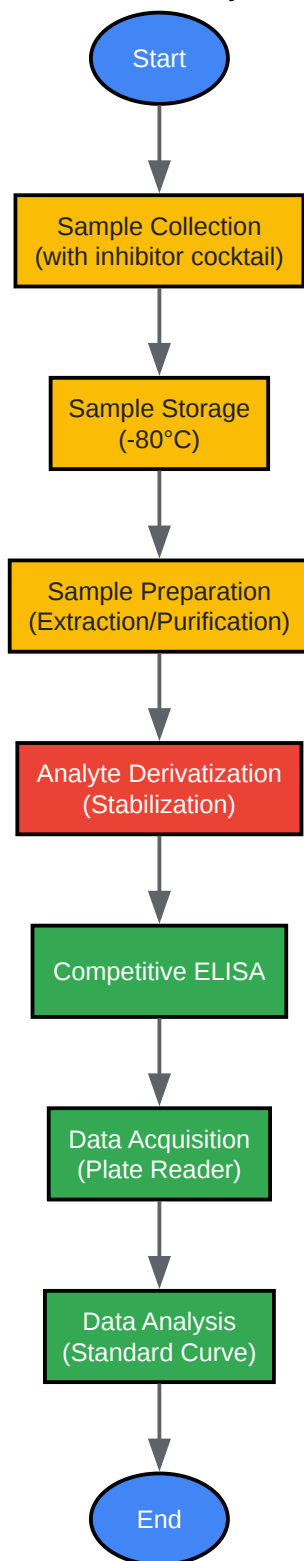 Start
Sample Collection
(with inhibitor cocktail)
Sample Storage
(-80°C)
Sample Preparation
(Extraction/Purification)
Analyte Derivatization
(Stabilization)
Competitive ELISA
Data Acquisition
(Plate Reader)
Data Analysis
(Standard Curve)
End